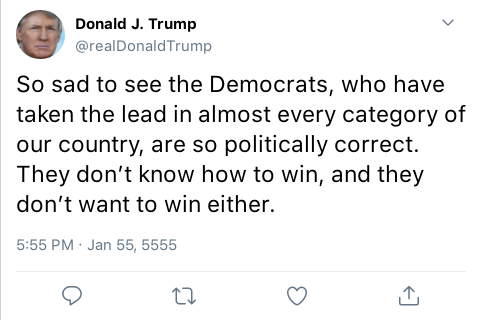 Donald J. Trump
@realDonaldTrump
So sad to see the Democrats, who have
taken the lead in almost every category of
our country, are so politically correct.
They don’t know how to win, and they
don’t want to win either.
5:55 PM · Jan 55, 5555